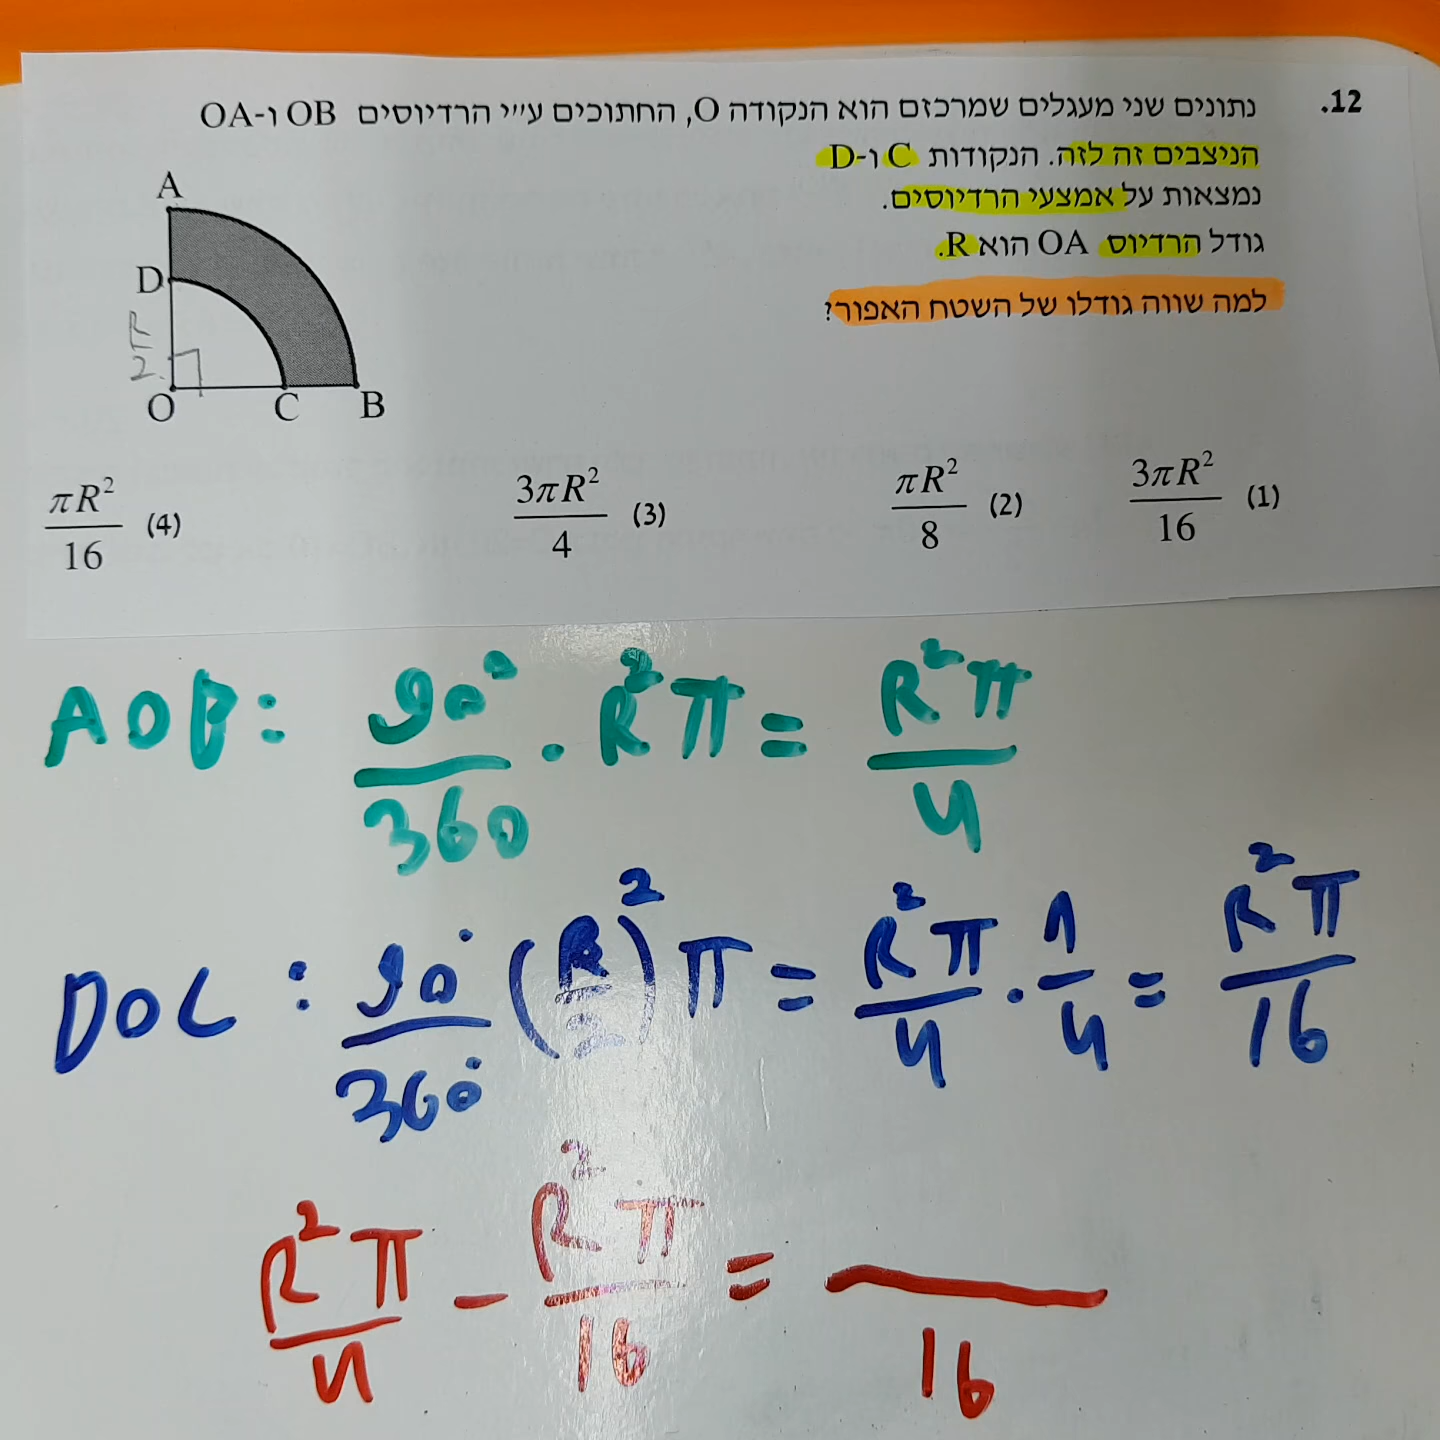 12. נתונים שני מעגלים שמרכזם הוא הנקודה O, החתוכים ע״י הרדיוסים OB ו-OA
הניצבים זה לזה. הנקודות C ו-D
נמצאות על אמצעי הרדיוסים.
גודל הרדיוס OA הוא R.
למה שווה גודלו של השטח האפור?
A
D
R/2
O C B
(1) 3πR²/16 (2) πR²/8 (3) 3πR²/4 (4) πR²/16
AOB: 90°/360 · R²π = R²π/4
DOC: 90°/360° (R/2)² π = R²π/4 · 1/4 = R²π/16
R²π/4 − R²π/16 = /16